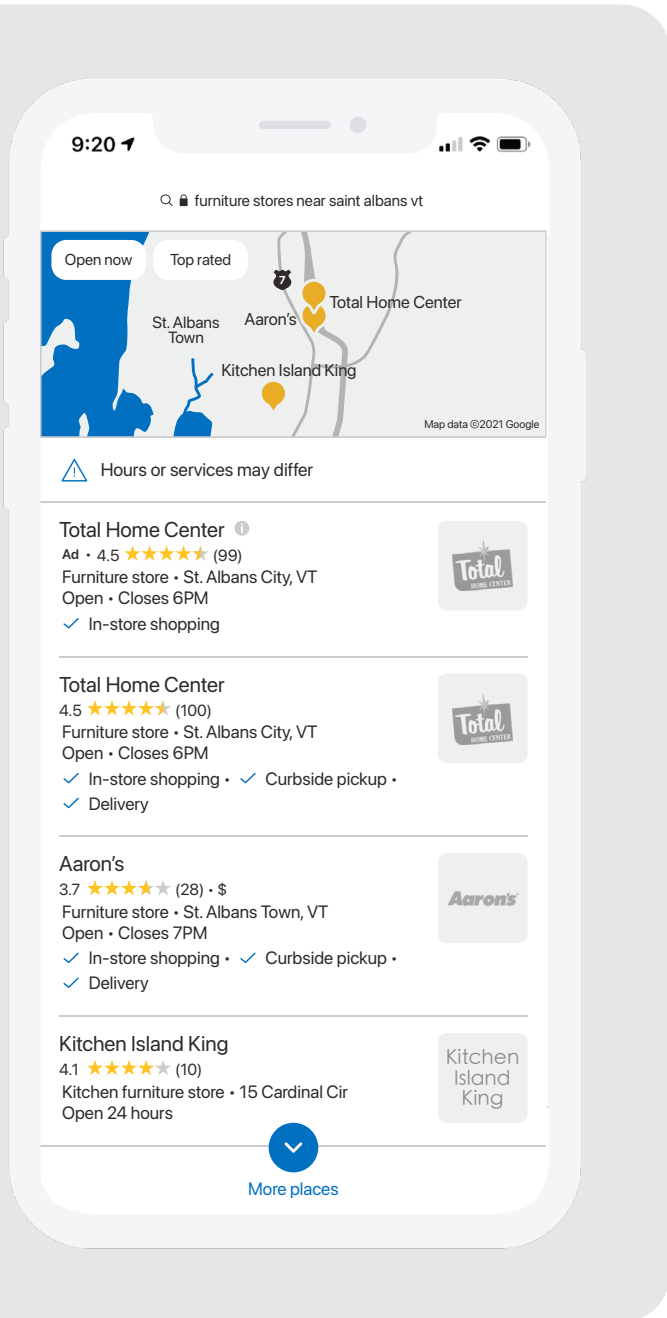 9:20
furniture stores near saint albans vt
Open now
Top rated
7
Total Home Center
Aaron's
St. Albans
Town
Kitchen Island King
Map data ©2021 Google
Hours or services may differ
Total Home Center
Ad • 4.5 (99)
Furniture store • St. Albans City, VT
Open • Closes 6PM
In-store shopping
Total
HOME CENTER
Total Home Center
4.5 (100)
Furniture store • St. Albans City, VT
Open • Closes 6PM
In-store shopping • Curbside pickup •
Delivery
Total
HOME CENTER
Aaron's
3.7 (28) • $
Furniture store • St. Albans Town, VT
Open • Closes 7PM
In-store shopping • Curbside pickup •
Delivery
Aaron's
Kitchen Island King
4.1 (10)
Kitchen furniture store • 15 Cardinal Cir
Open 24 hours
Kitchen
Island
King
More places